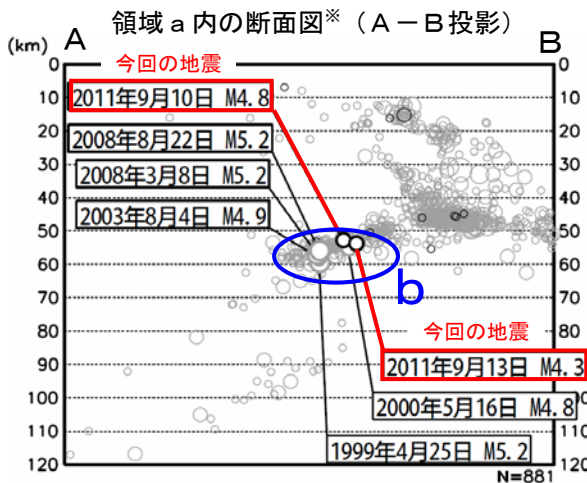 領域a内の断面図※（A－B投影）
(km)
A
B
今回の地震
2011年9月10日 M4.8
2008年8月22日 M5.2
2008年3月8日 M5.2
2003年8月4日 M4.9
b
今回の地震
2011年9月13日 M4.3
2000年5月16日 M4.8
1999年4月25日 M5.2
0
10
20
30
40
50
60
70
80
90
100
110
120
0
10
20
30
40
50
60
70
80
90
100
110
120
N=881